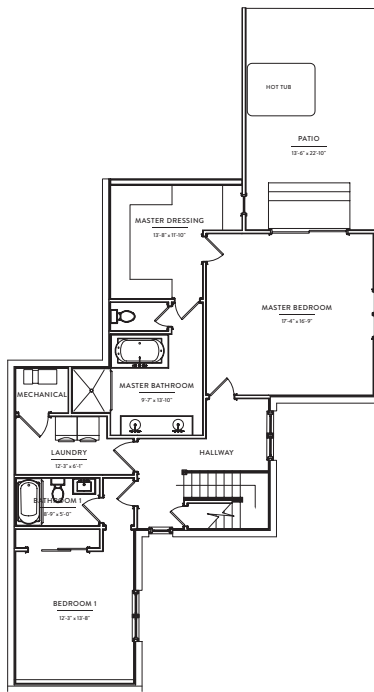 HOT TUB
PATIO
13'-6" x 22'-10"
MASTER DRESSING
13'-8" x 11'-10"
MASTER BEDROOM
17'-4" x 16'-9"
MASTER BATHROOM
9'-7" x 13'-10"
MECHANICAL
LAUNDRY
12'-3" x 6'-1"
HALLWAY
BATHROOM 1
8'-9" x 5'-0"
BEDROOM 1
12'-3" x 13'-8"